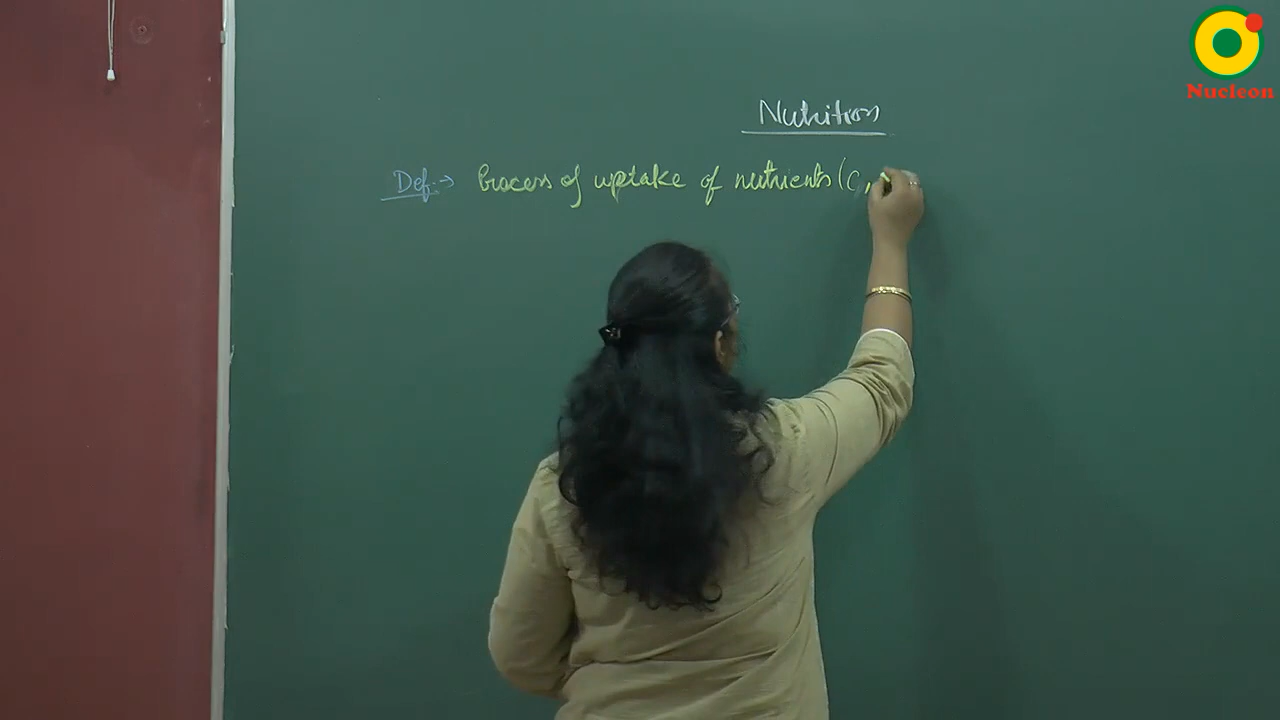 Nucleon
Nutrition
Def:→ Process of uptake of nutrients (C,